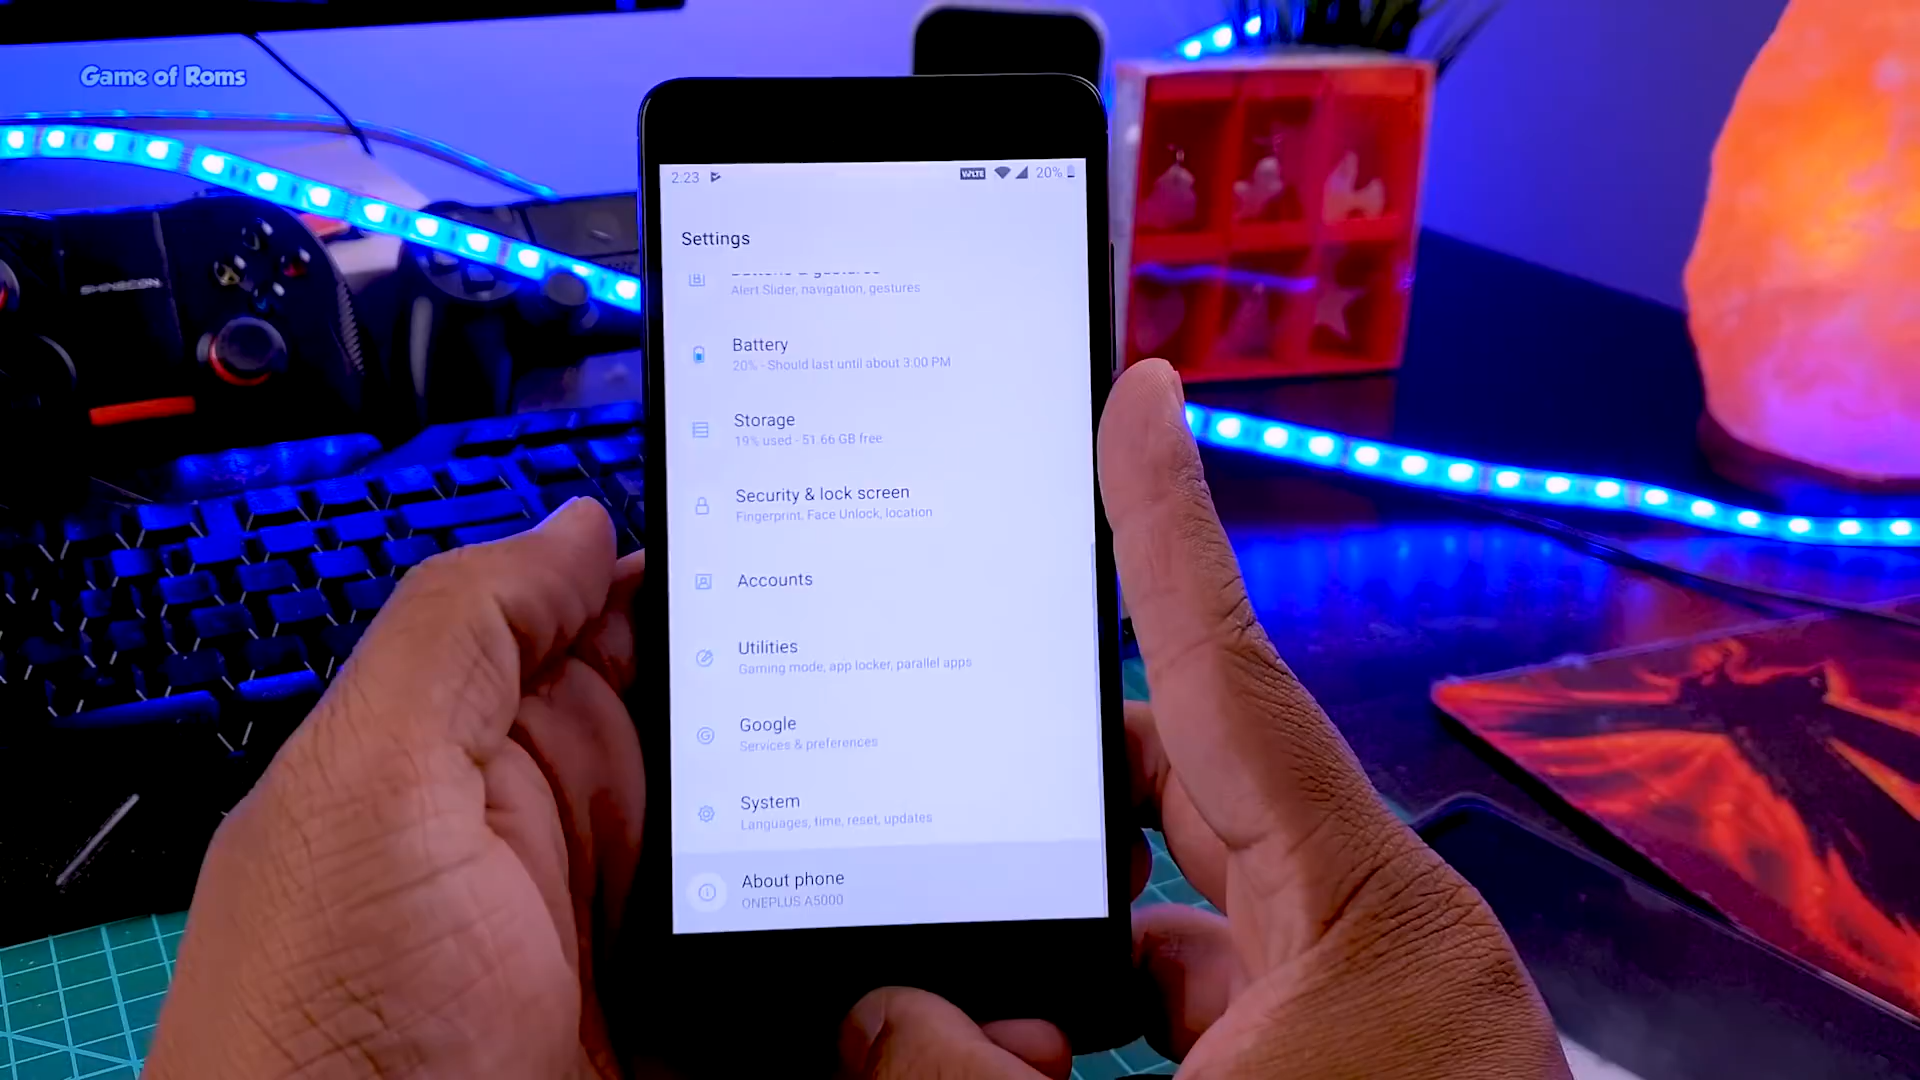 Game of Roms
2.23
VoLTE
20%
Settings
Alert Slider, navigation, gestures
Battery
20% - Should last until about 3:00 PM
Storage
19% used - 51.66 GB free
Security & lock screen
Fingerprint, Face Unlock, location
Accounts
Utilities
Gaming mode, app locker, parallel apps
Google
Services & preferences
System
Languages, time, reset, updates
About phone
ONEPLUS A5000
SHINECON